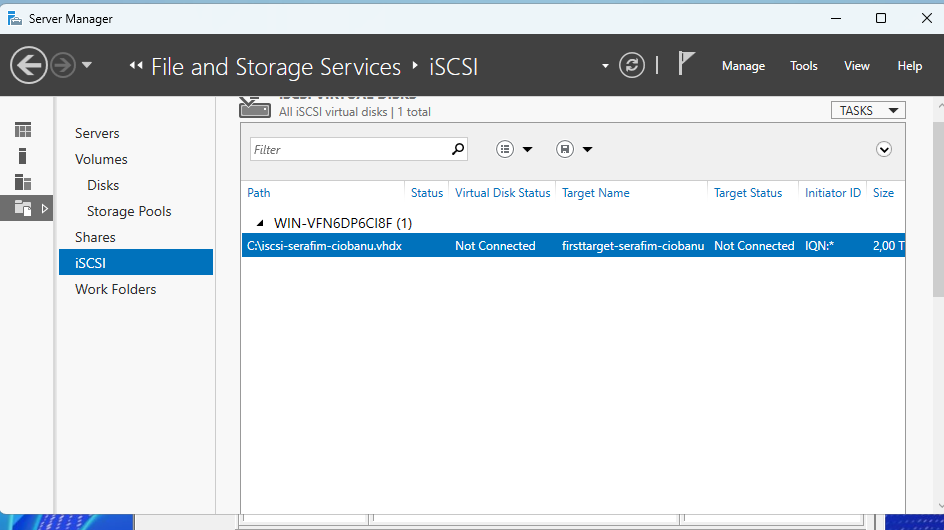 Server Manager
File and Storage Services iSCSI
Manage Tools View Help
Servers
Volumes
Disks
Storage Pools
Shares
iSCSI
Work Folders
iSCSI VIRTUAL DISKS
All iSCSI virtual disks | 1 total
TASKS
Filter
Path Status Virtual Disk Status Target Name Target Status Initiator ID Size
WIN-VFN6DP6CI8F (1)
C:\iscsi-serafim-ciobanu.vhdx Not Connected firsttarget-serafim-ciobanu Not Connected IQN:* 2,00 T